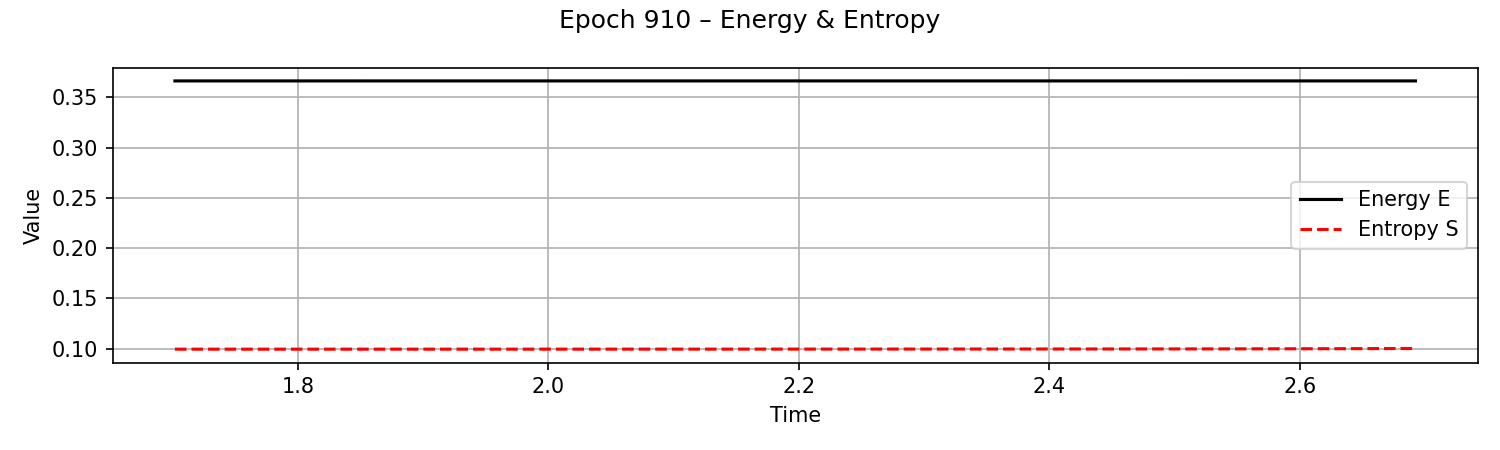 Epoch 910 – Energy & Entropy
0.35
0.30
0.25
0.20
0.15
0.10
Value
Energy E
Entropy S
1.8 2.0 2.2 2.4 2.6
Time